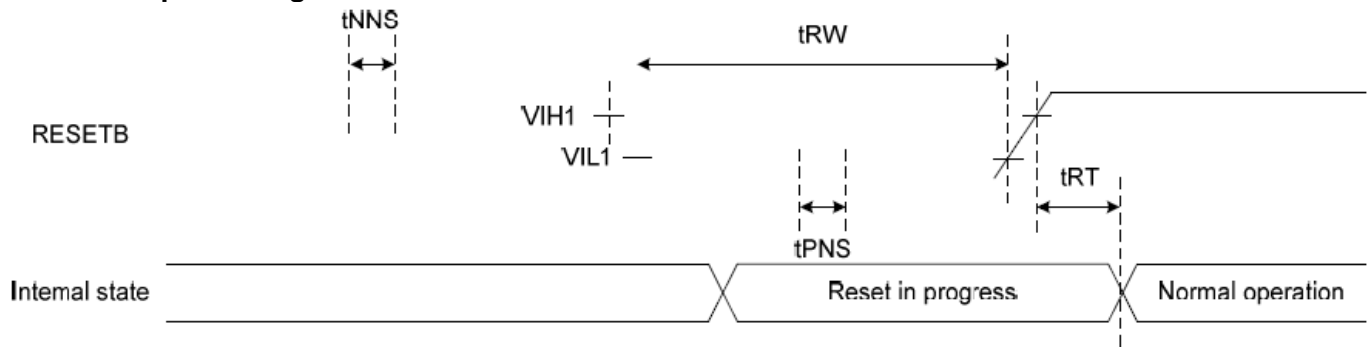 tNNS
tRW
VIH1
RESETB
VIL1
tRT
tPNS
Intemal state
Reset in progress
Normal operation